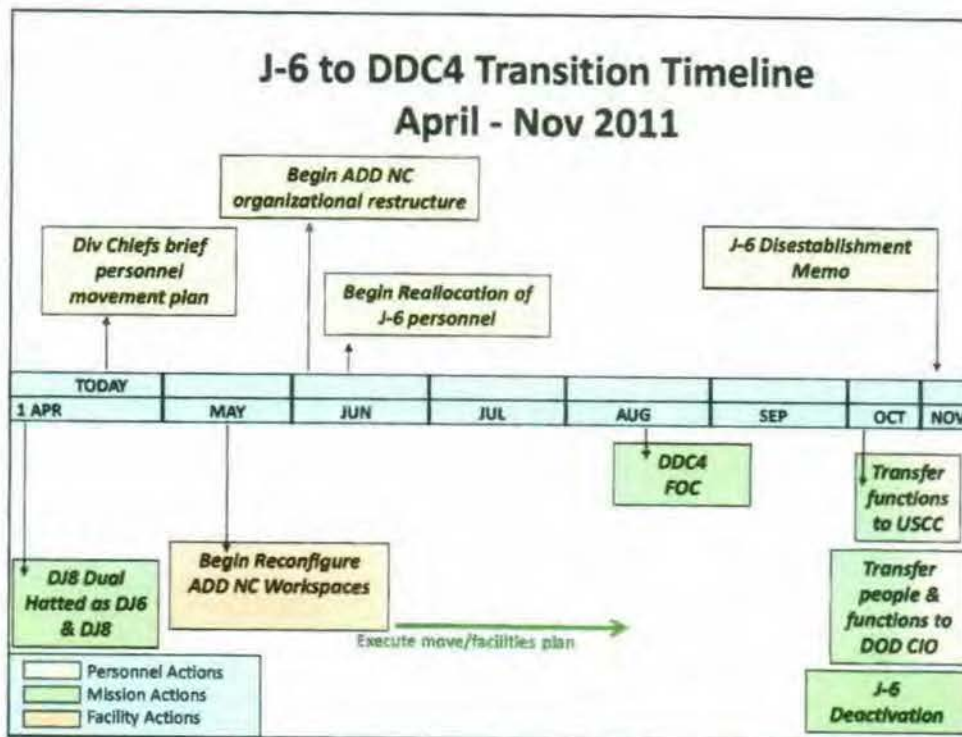 J-6 to DDC4 Transition Timeline
April - Nov 2011
Begin ADD NC
organizational restructure
Div Chiefs brief
personnel
movement plan
Begin Reallocation of
J-6 personnel
J-6 Disestablishment
Memo
TODAY
1 APR
MAY
JUN
JUL
AUG
SEP
OCT
NOV
DDC4
FOC
Transfer
functions
to USCC
DJ8 Dual
Hatted as DJ6
& DJ8
Begin Reconfigure
ADD NC Workspaces
Execute move/facilities plan
Transfer
people &
functions to
DOD CIO
J-6
Deactivation
Personnel Actions
Mission Actions
Facility Actions